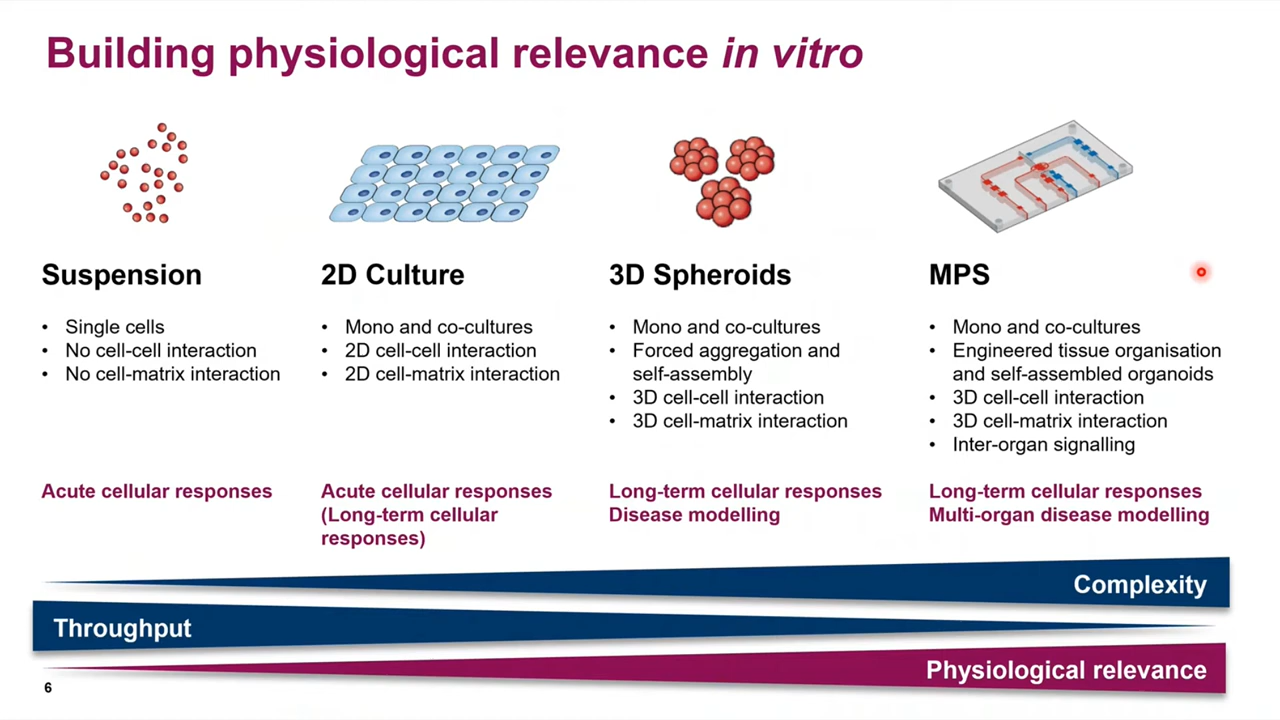 Building physiological relevance in vitro
Suspension
• Single cells
• No cell-cell interaction
• No cell-matrix interaction
Acute cellular responses
2D Culture
• Mono and co-cultures
• 2D cell-cell interaction
• 2D cell-matrix interaction
Acute cellular responses
(Long-term cellular
responses)
3D Spheroids
• Mono and co-cultures
• Forced aggregation and
self-assembly
• 3D cell-cell interaction
• 3D cell-matrix interaction
Long-term cellular responses
Disease modelling
MPS
• Mono and co-cultures
• Engineered tissue organisation
and self-assembled organoids
• 3D cell-cell interaction
• 3D cell-matrix interaction
• Inter-organ signalling
Long-term cellular responses
Multi-organ disease modelling
Complexity
Throughput
Physiological relevance
6